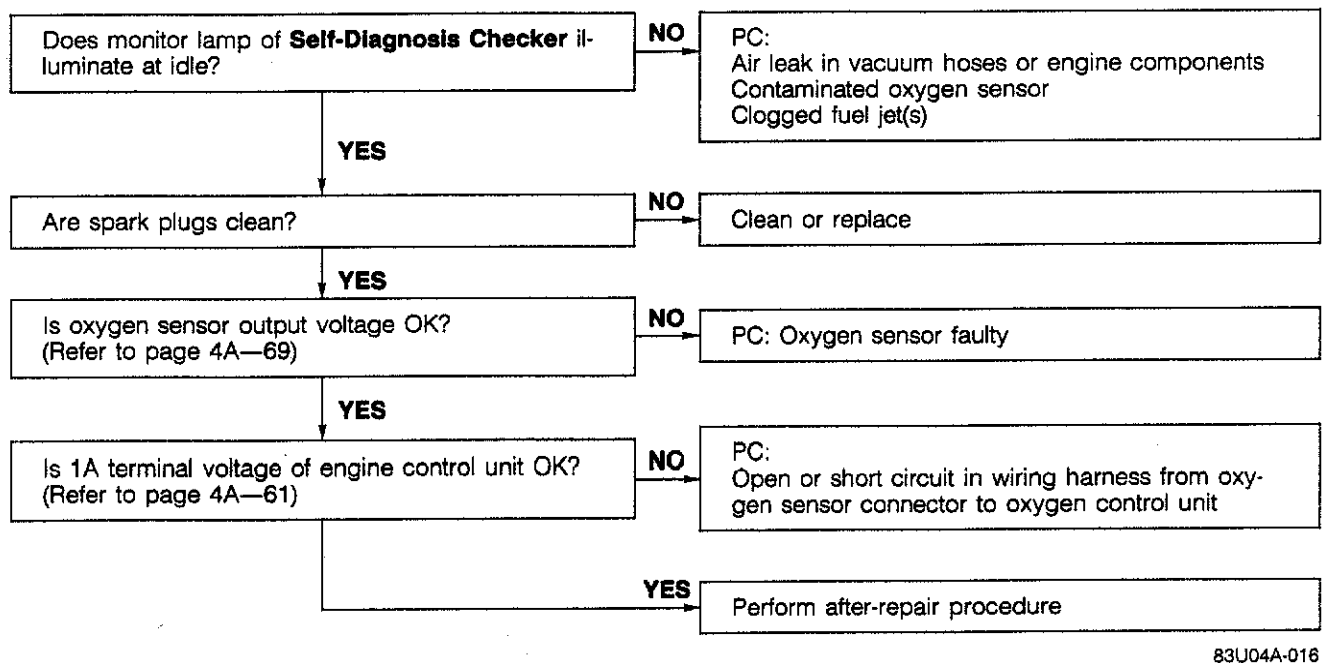 Does monitor lamp of Self-Diagnosis Checker il-
luminate at idle?
NO
PC:
Air leak in vacuum hoses or engine components
Contaminated oxygen sensor
Clogged fuel jet(s)
YES
Are spark plugs clean?
NO
Clean or replace
YES
Is oxygen sensor output voltage OK?
(Refer to page 4A—69)
NO
PC: Oxygen sensor faulty
YES
Is 1A terminal voltage of engine control unit OK?
(Refer to page 4A—61)
NO
PC:
Open or short circuit in wiring harness from oxy-
gen sensor connector to oxygen control unit
YES
Perform after-repair procedure
83U04A-016